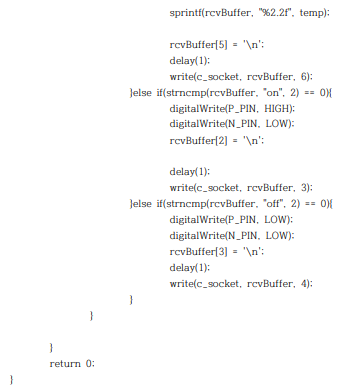 sprintf(rcvBuffer, "%2.2f", temp);
rcvBuffer[5] = '\n';
delay(1);
write(c_socket, rcvBuffer, 6);
}else if(strncmp(rcvBuffer, "on", 2) == 0){
digitalWrite(P_PIN, HIGH);
digitalWrite(N_PIN, LOW);
rcvBuffer[2] = '\n';
delay(1);
write(c_socket, rcvBuffer, 3);
}else if(strncmp(rcvBuffer, "off", 2) == 0){
digitalWrite(P_PIN, LOW);
digitalWrite(N_PIN, LOW);
rcvBuffer[3] = '\n';
delay(1);
write(c_socket, rcvBuffer, 4);
}
}
}
return 0;
}